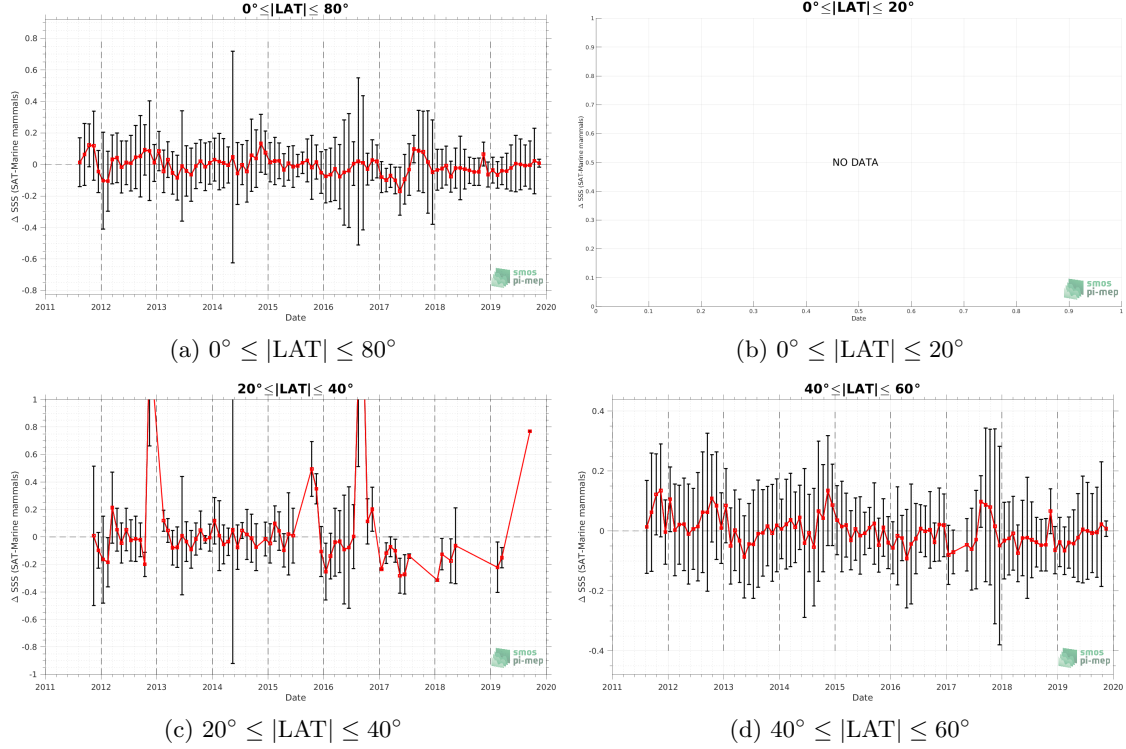 0°≤|LAT|≤ 80°
Δ SSS (SAT-Marine mammals)
0.8
0.6
0.4
0.2
0
-0.2
-0.4
-0.6
-0.8
2011 2012 2013 2014 2015 2016 2017 2018 2019 2020
Date
smos
pi-mep
(a) 0° ≤ |LAT| ≤ 80°
0°≤|LAT|≤ 20°
Δ SSS (SAT-Marine mammals)
1
0.9
0.8
0.7
0.6
0.5
0.4
0.3
0.2
0.1
0
NO DATA
0 0.1 0.2 0.3 0.4 0.5 0.6 0.7 0.8 0.9 1
Date
smos
pi-mep
(b) 0° ≤ |LAT| ≤ 20°
20°≤|LAT|≤ 40°
Δ SSS (SAT-Marine mammals)
1
0.8
0.6
0.4
0.2
0
-0.2
-0.4
-0.6
-0.8
-1
2011 2012 2013 2014 2015 2016 2017 2018 2019 2020
Date
smos
pi-mep
(c) 20° ≤ |LAT| ≤ 40°
40°≤|LAT|≤ 60°
Δ SSS (SAT-Marine mammals)
0.4
0.2
0
-0.2
-0.4
2011 2012 2013 2014 2015 2016 2017 2018 2019 2020
Date
smos
pi-mep
(d) 40° ≤ |LAT| ≤ 60°